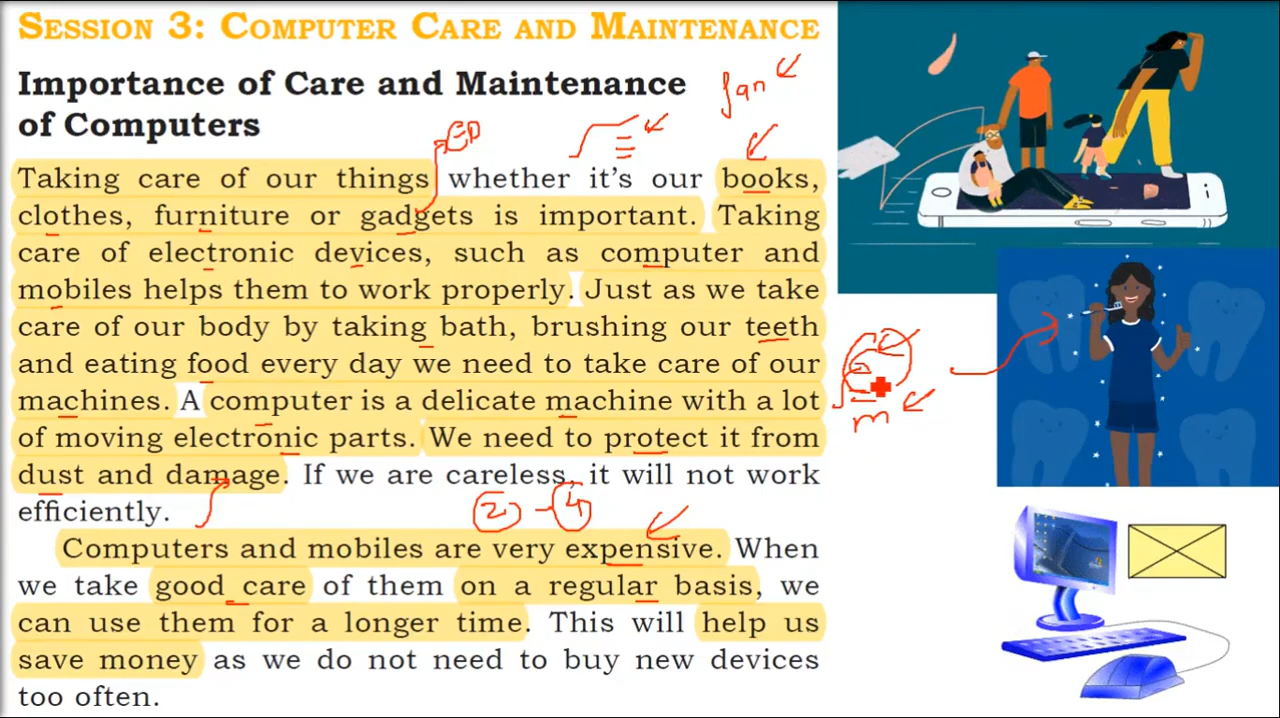 SESSION 3: COMPUTER CARE AND MAINTENANCE
Importance of Care and Maintenance
of Computers
Taking care of our things whether it's our books,
clothes, furniture or gadgets is important. Taking
care of electronic devices, such as computer and
mobiles helps them to work properly. Just as we take
care of our body by taking bath, brushing our teeth
and eating food every day we need to take care of our
machines. A computer is a delicate machine with a lot
of moving electronic parts. We need to protect it from
dust and damage. If we are careless, it will not work
efficiently.
Computers and mobiles are very expensive. When
we take good care of them on a regular basis, we
can use them for a longer time. This will help us
save money as we do not need to buy new devices
too often.
Jan
ED
m
2 - 4